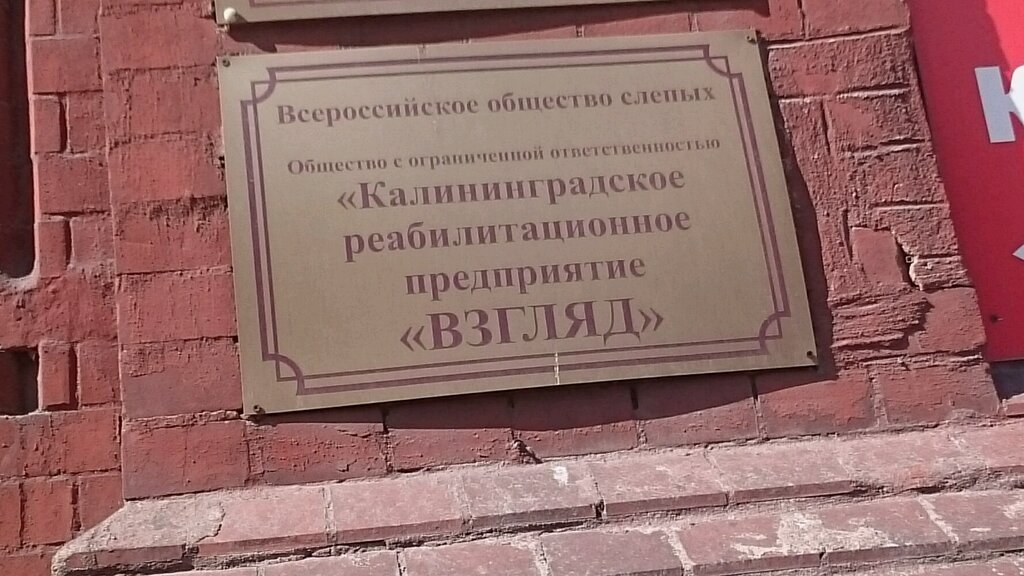 Всероссийское общество слепых
Общество с ограниченной ответственностью
«Калининградское
реабилитационное
предприятие
«ВЗГЛЯД»
К